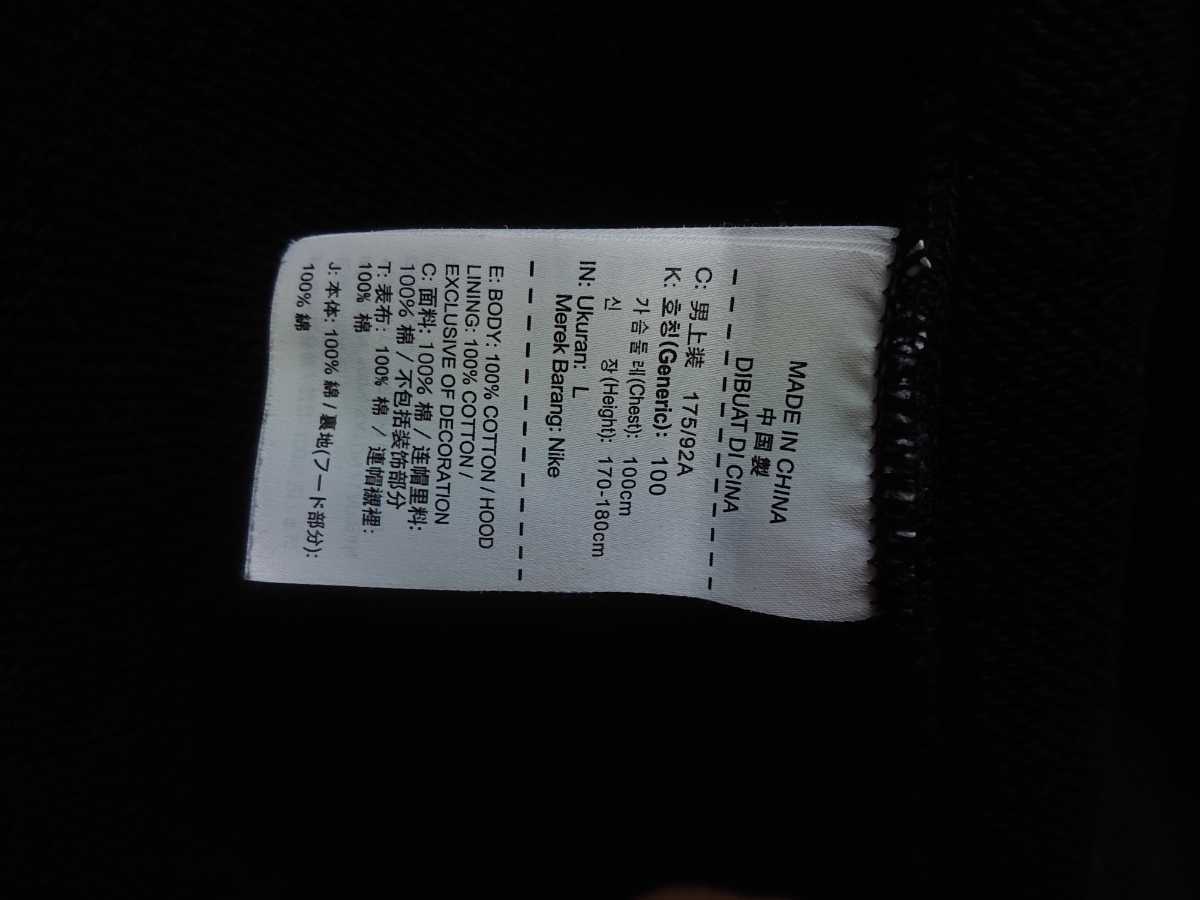 MADE IN CHINA
中国製
DIBUAT DI CINA
C: 男上装 175/92A
K: 호칭(Generic): 100
가슴둘레(Chest): 100cm
신 장(Height): 170-180cm
IN: Ukuran: L
Merek Barang: Nike
E: BODY: 100% COTTON / HOOD
LINING: 100% COTTON /
EXCLUSIVE OF DECORATION
C: 面料: 100% 棉 / 连帽里料:
100% 棉 / 不包括装饰部分
T: 表布: 100% 棉 / 連帽襯裡:
100% 棉
J: 本体: 100% 綿 / 裏地(フード部分):
100% 綿